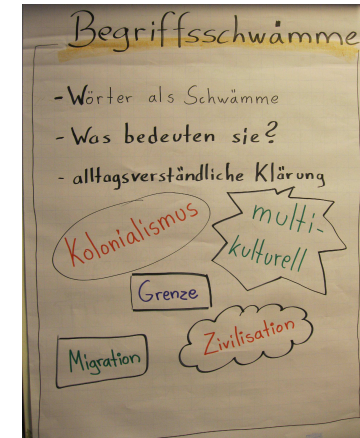 Begriffsschwämme
- Wörter als Schwämme
- Was bedeuten sie?
- alltagsverständliche Klärung
Kolonialismus
multi-
kulturell
Grenze
Zivilisation
Migration